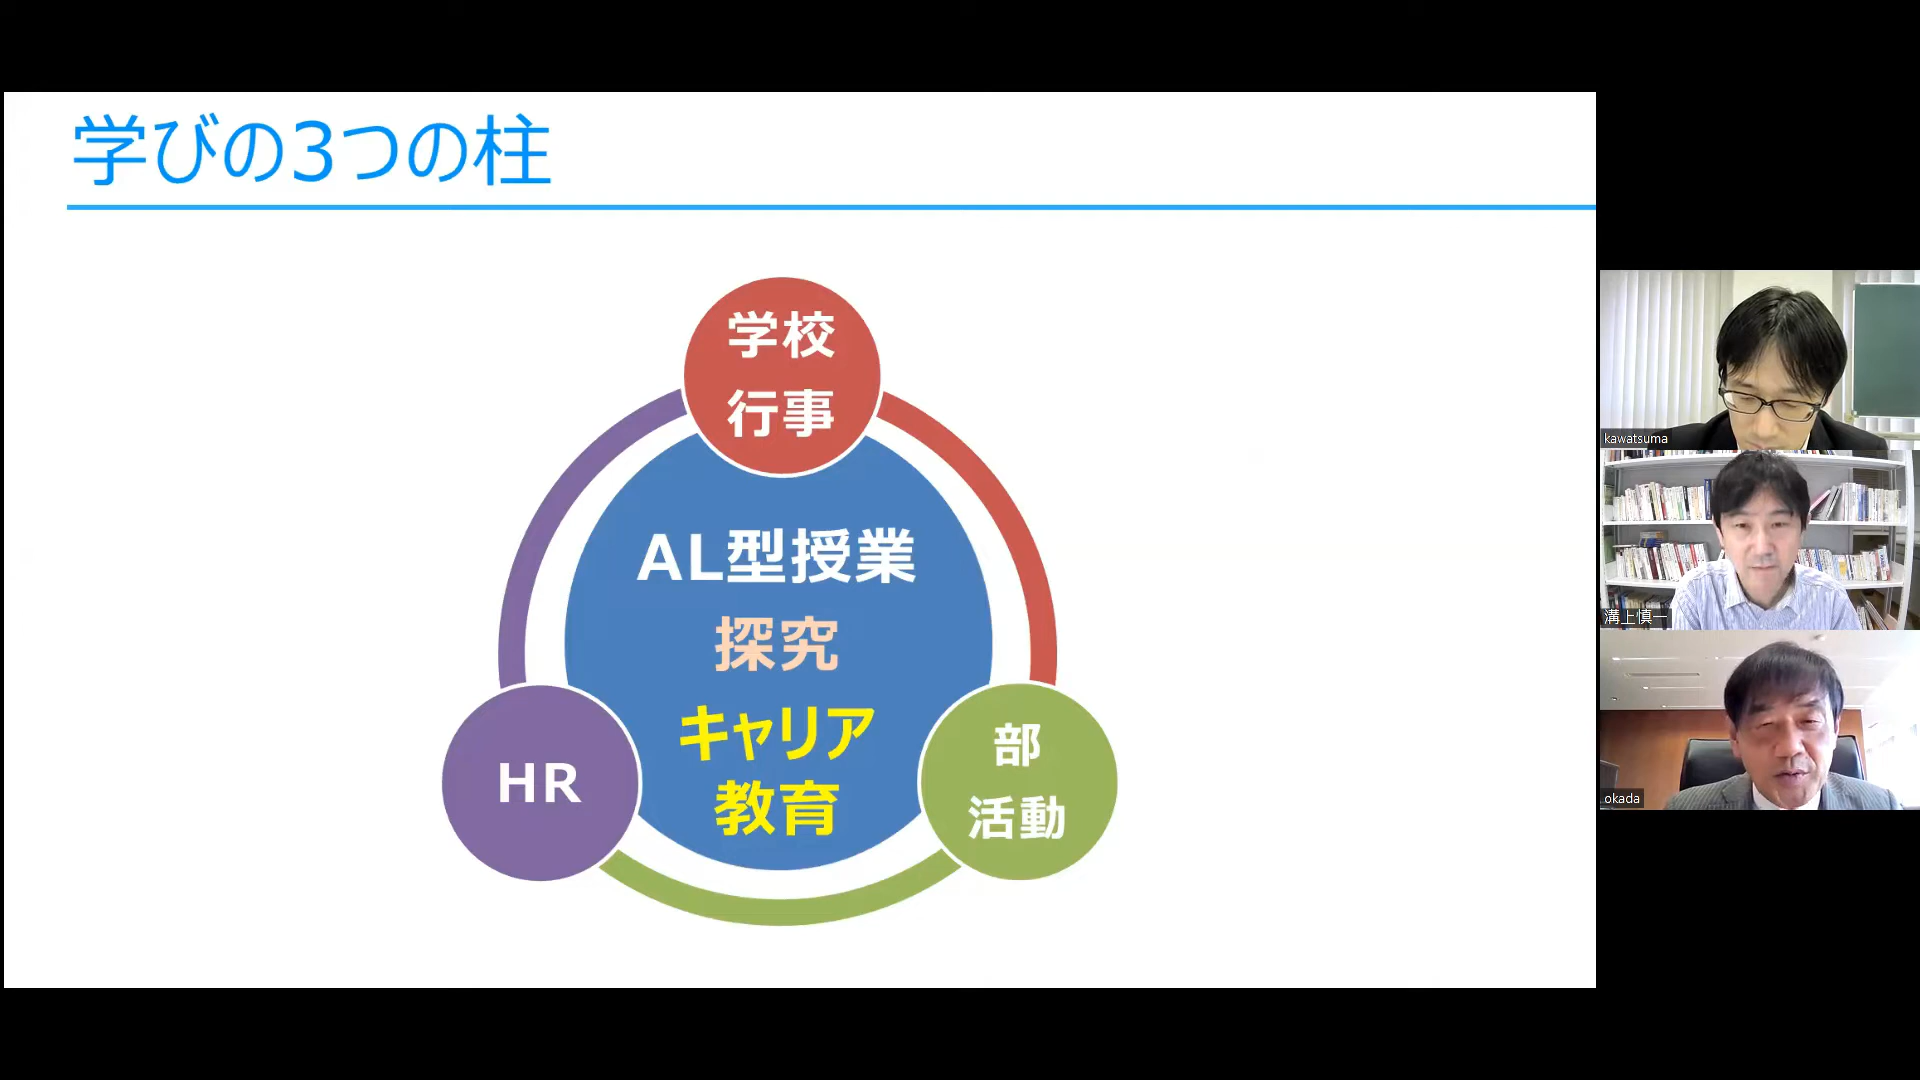 学びの3つの柱
学校
行事
AL型授業
探究
キャリア
教育
HR
部
活動
kawatsuma
溝上慎一
okada